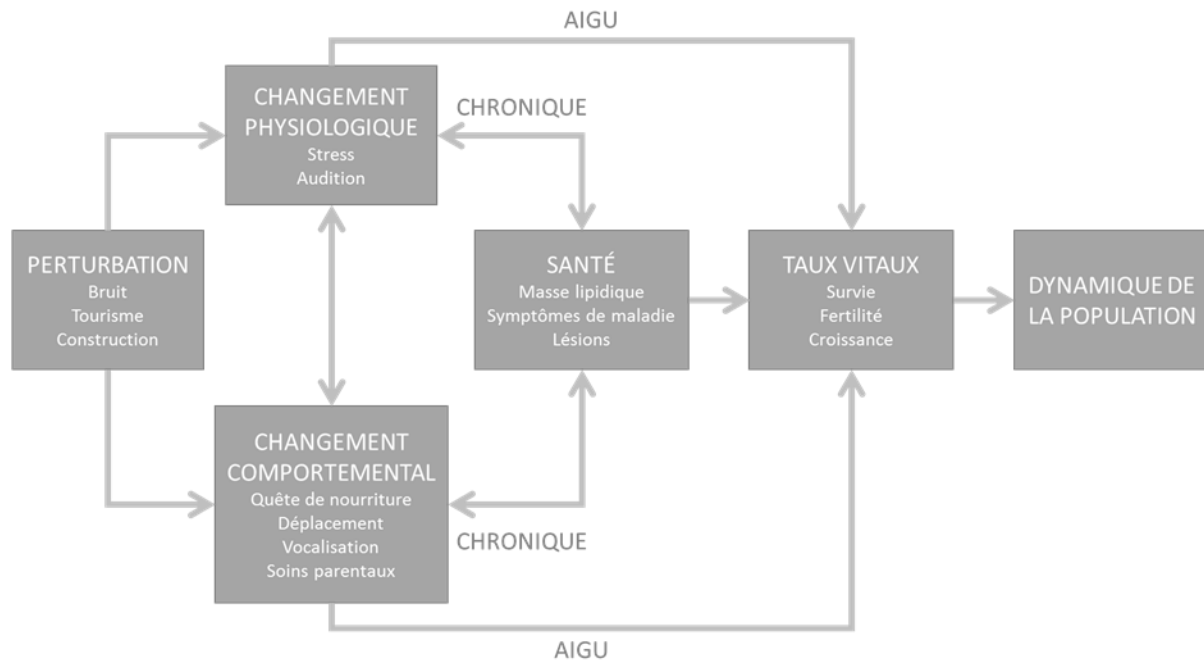 AIGU
CHANGEMENT
PHYSIOLOGIQUE
Stress
Audition
CHRONIQUE
PERTURBATION
Bruit
Tourisme
Construction
SANTÉ
Masse lipidique
Symptômes de maladie
Lésions
TAUX VITAUX
Survie
Fertilité
Croissance
DYNAMIQUE DE
LA POPULATION
CHANGEMENT
COMPORTEMENTAL
Quête de nourriture
Déplacement
Vocalisation
Soins parentaux
CHRONIQUE
AIGU